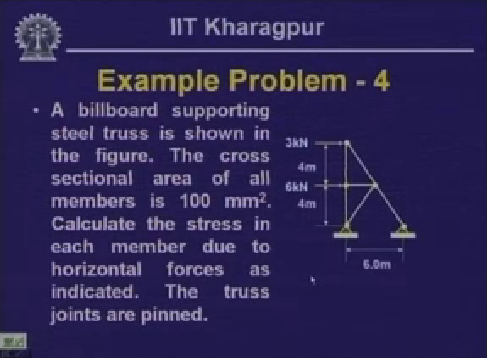 IIT Kharagpur
Example Problem - 4
• A billboard supporting
steel truss is shown in
the figure. The cross
sectional area of all
members is 100 mm².
Calculate the stress in
each member due to
horizontal forces as
indicated. The truss
joints are pinned.
3kN
4m
6kN
4m
6.0m